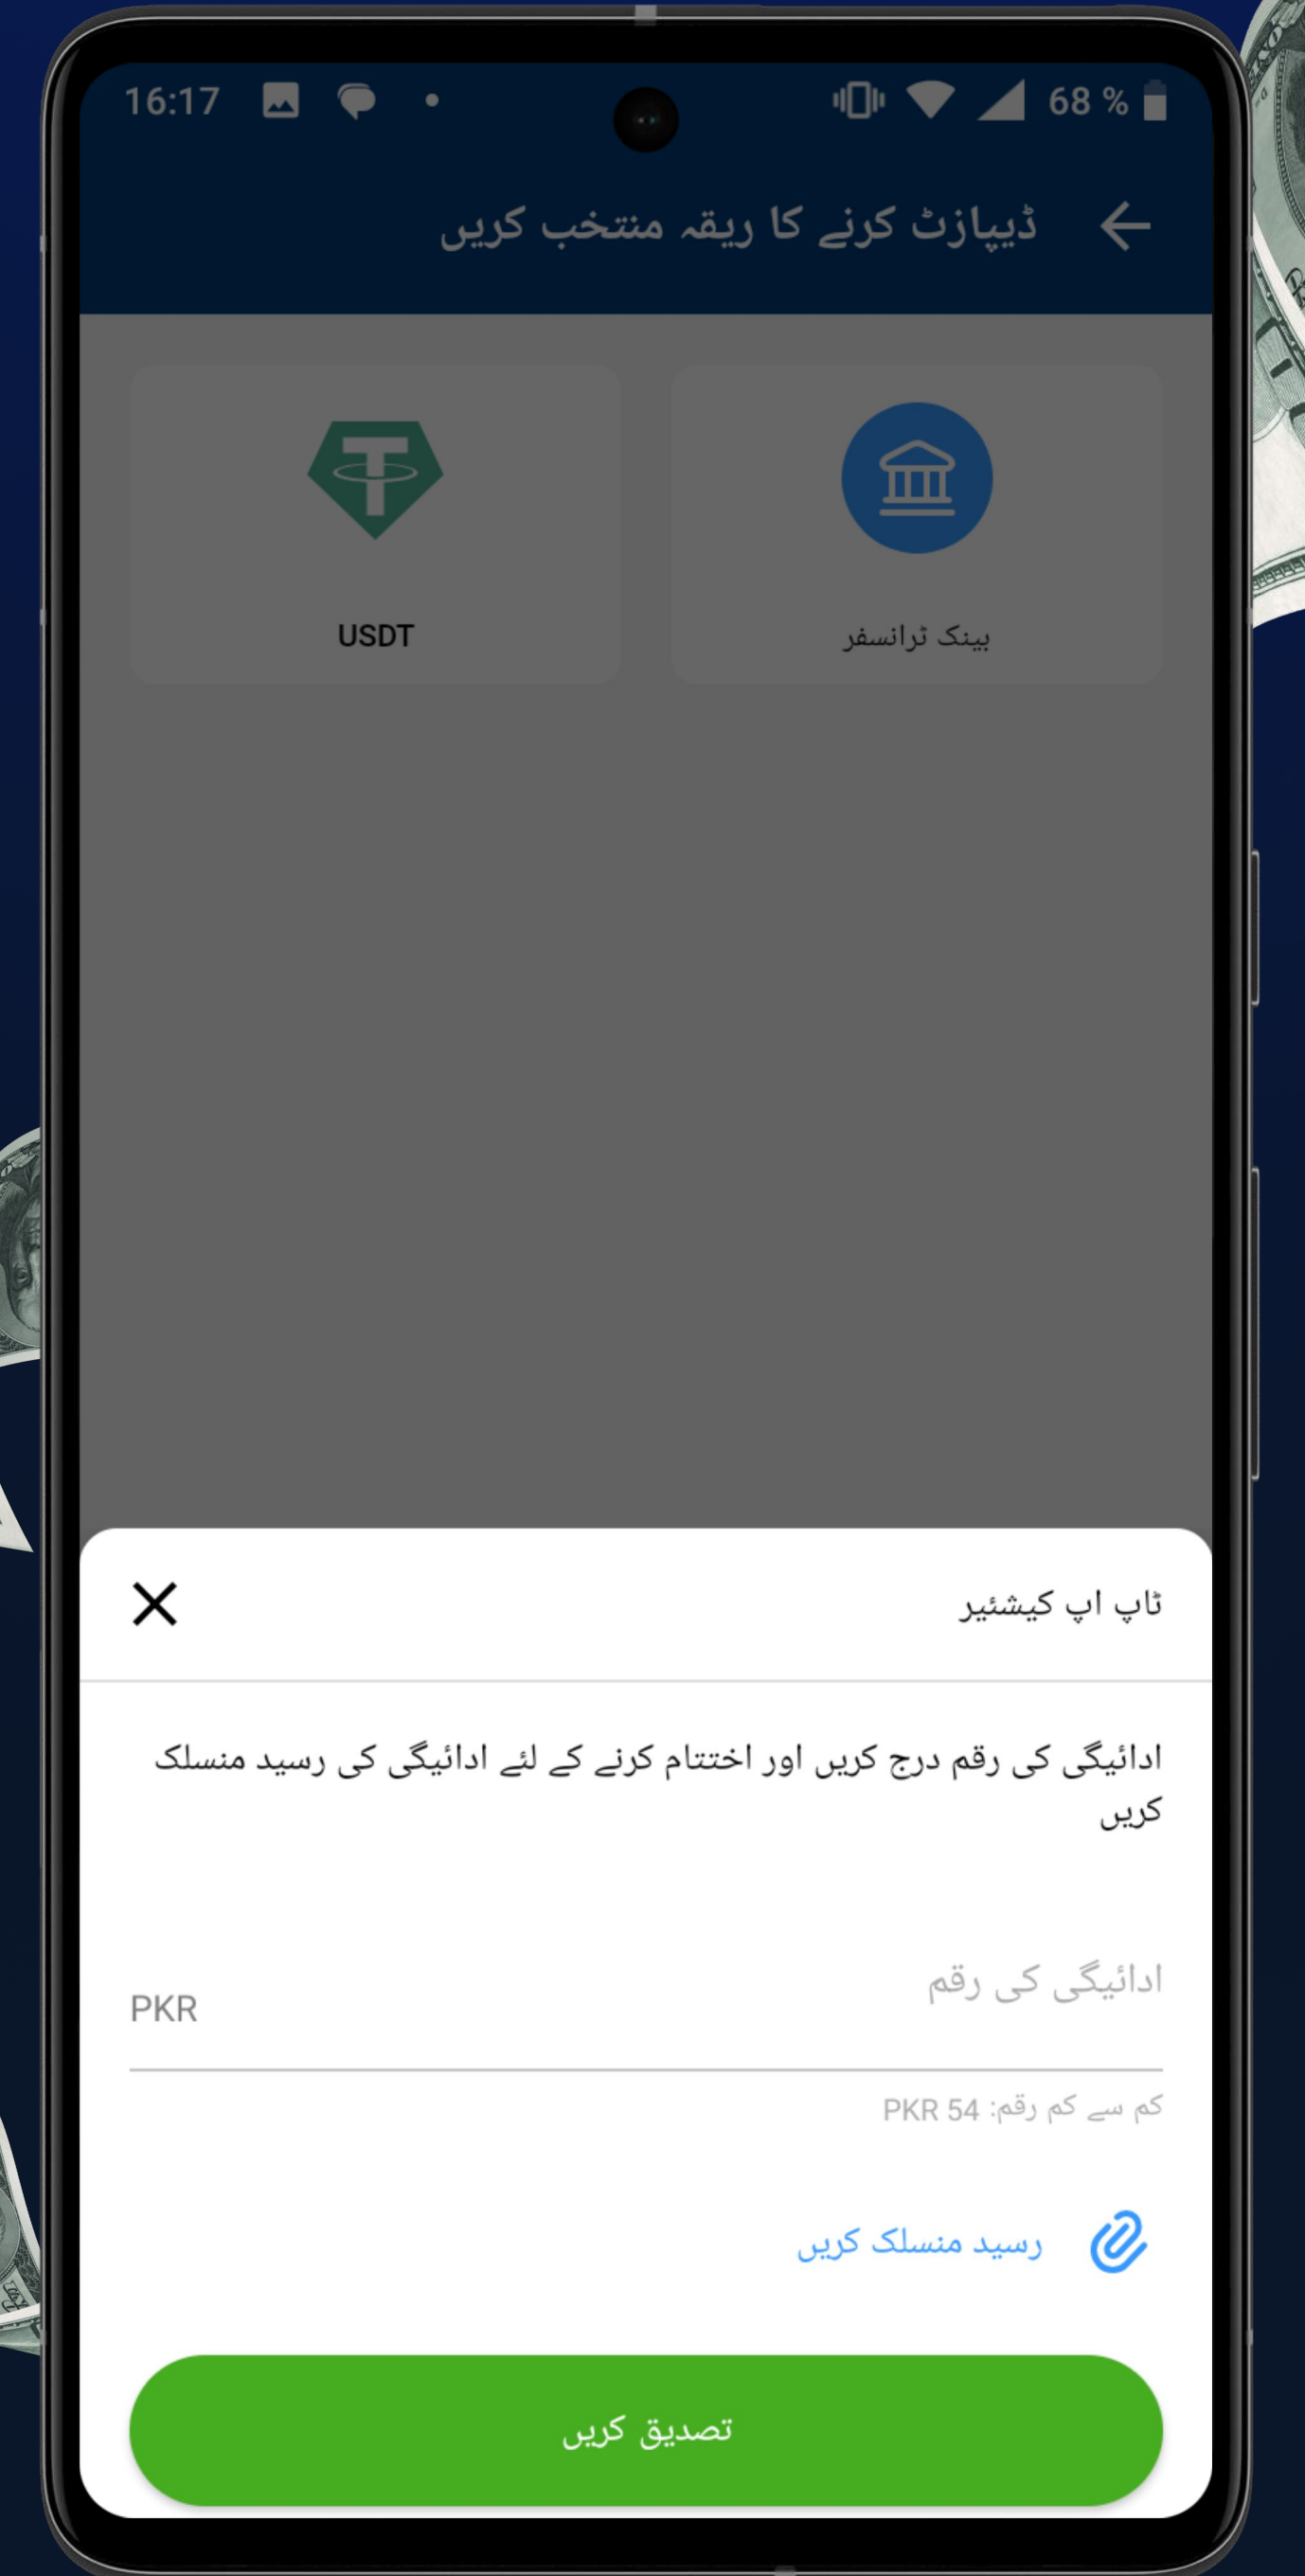 16:17
68 %
ڈیپازٹ کرنے کا ریقہ منتخب کریں
بینک ٹرانسفر
USDT
ٹاپ اپ کیشئیر
ادائیگی کی رقم درج کریں اور اختتام کرنے کے لئے ادائیگی کی رسید منسلک
کریں
ادائیگی کی رقم
PKR
کم سے کم رقم: PKR 54
رسید منسلک کریں
تصدیق کریں